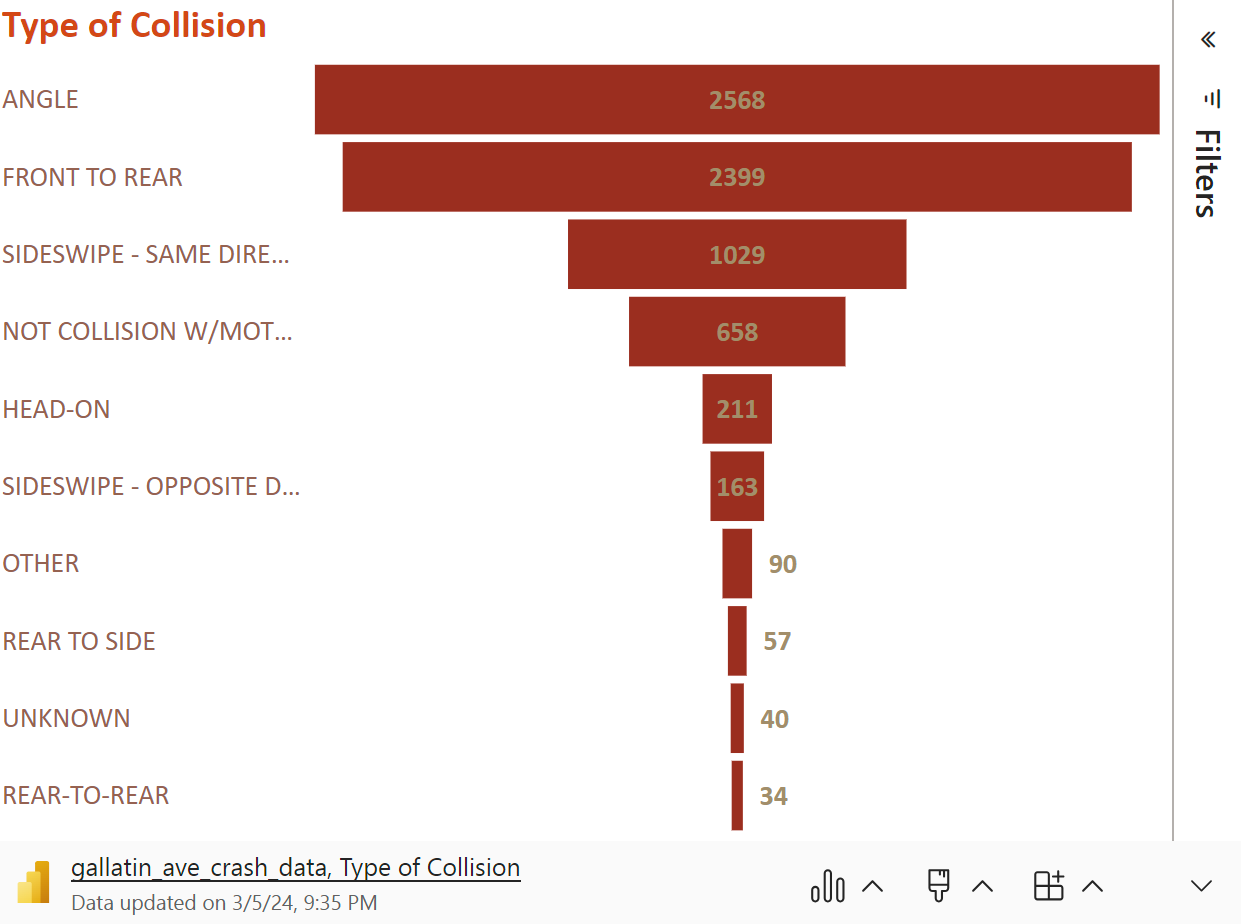 Type of Collision
ANGLE 2568
FRONT TO REAR 2399
SIDESWIPE - SAME DIRE... 1029
NOT COLLISION W/MOT... 658
HEAD-ON 211
SIDESWIPE - OPPOSITE D... 163
OTHER 90
REAR TO SIDE 57
UNKNOWN 40
REAR-TO-REAR 34
Filters
gallatin_ave_crash_data, Type of Collision
Data updated on 3/5/24, 9:35 PM